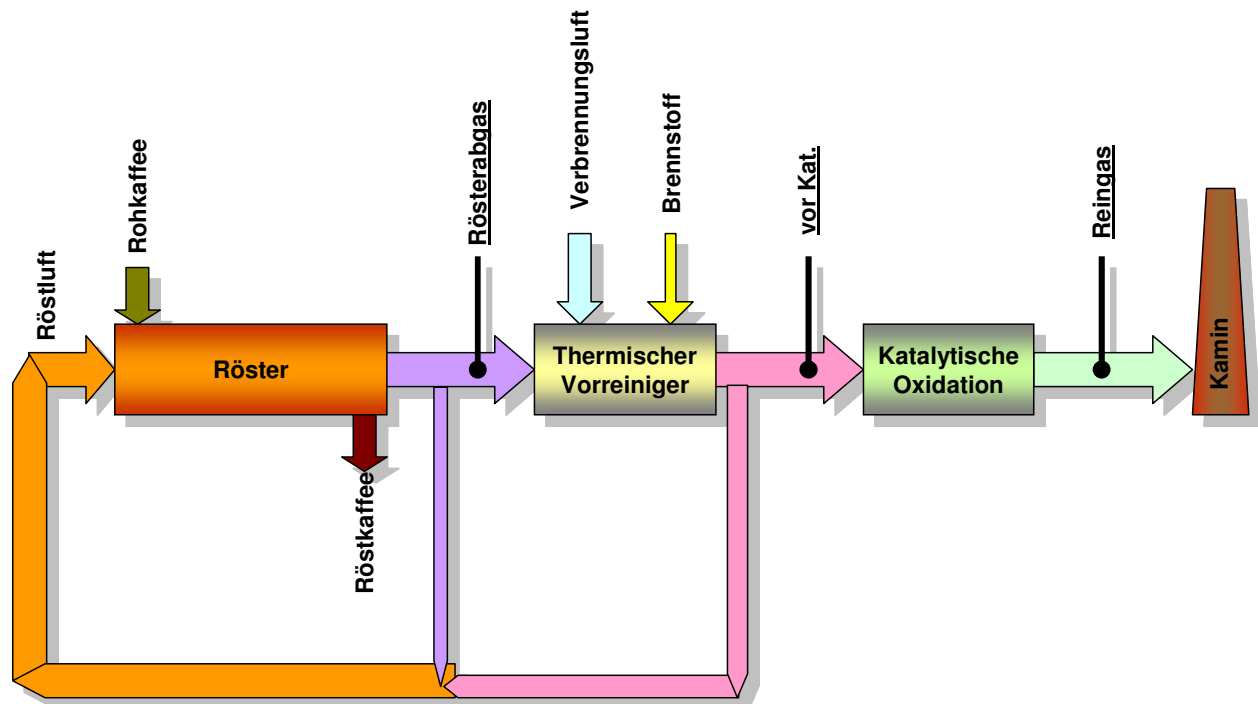 Röstluft
Rohkaffee
Rösterabgas
Verbrennungsluft
Brennstoff
vor Kat.
Reingas
Röster
Thermischer
Vorreiniger
Katalytische
Oxidation
Kamin
Röstkaffee